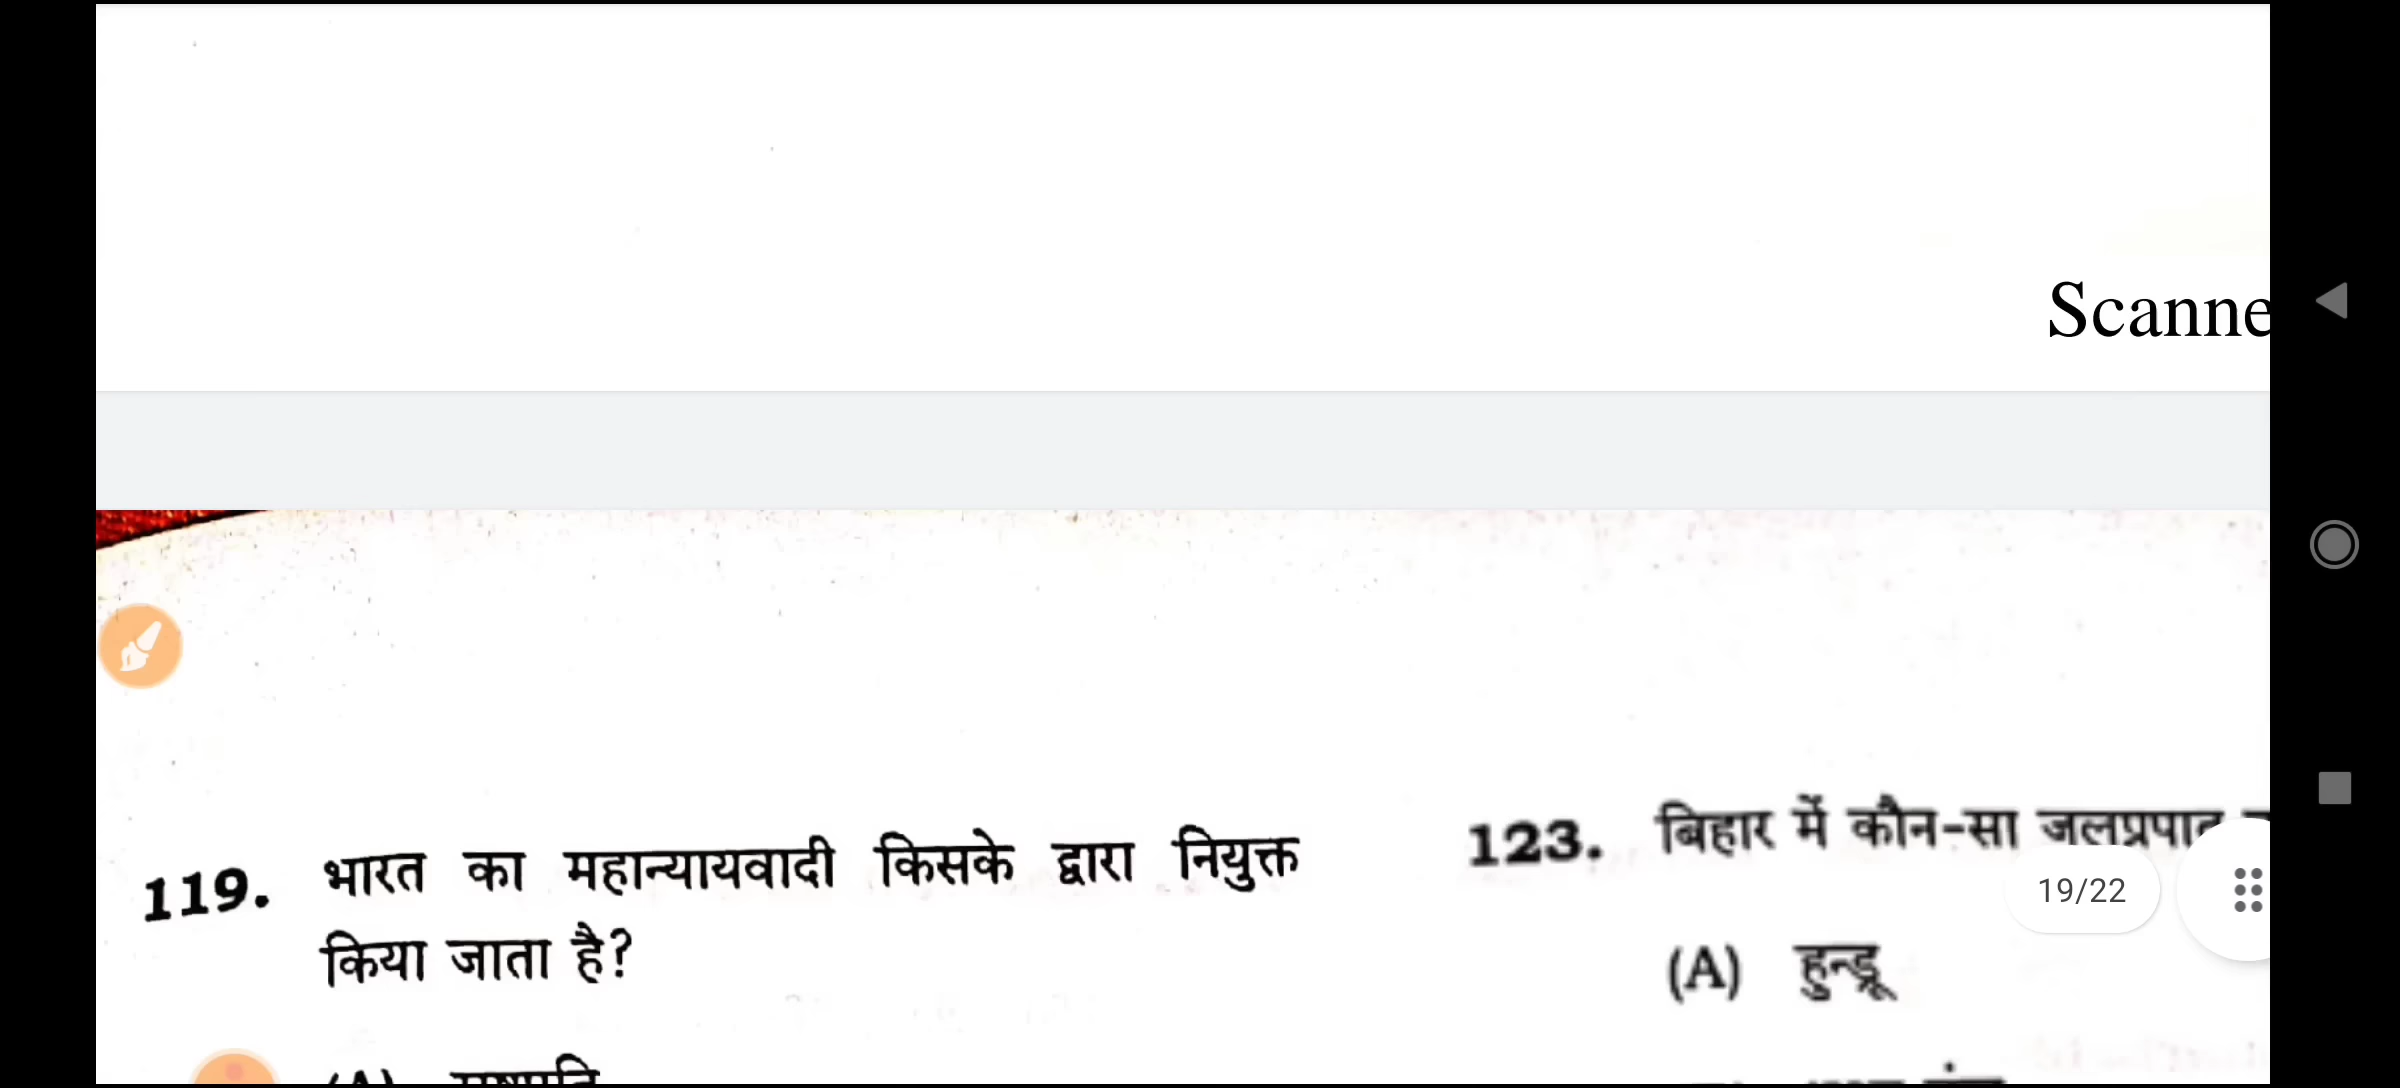 Scanne
119. भारत का महान्यायवादी किसके द्वारा नियुक्त
किया जाता है?
123. बिहार में कौन-सा जलप्रपात
(A) हुन्ड्रू
19/22